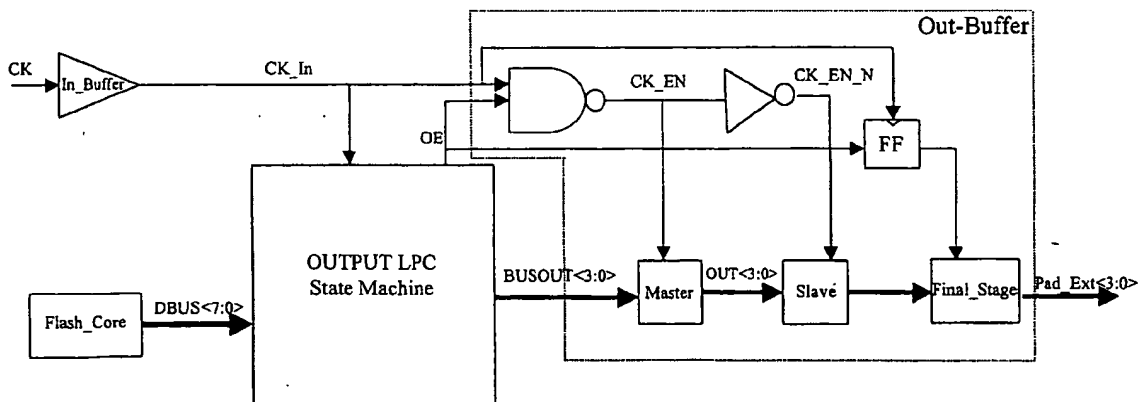 Out-Buffer
CK
In_Buffer
CK_In
CK_EN
CK_EN_N
OE
FF
OUTPUT LPC
State Machine
BUSOUT<3:0>
OUT<3:0>
Master
Slave
Final_Stage
Pad_Ext<3:0>
DBUS<7:0>
Flash_Core